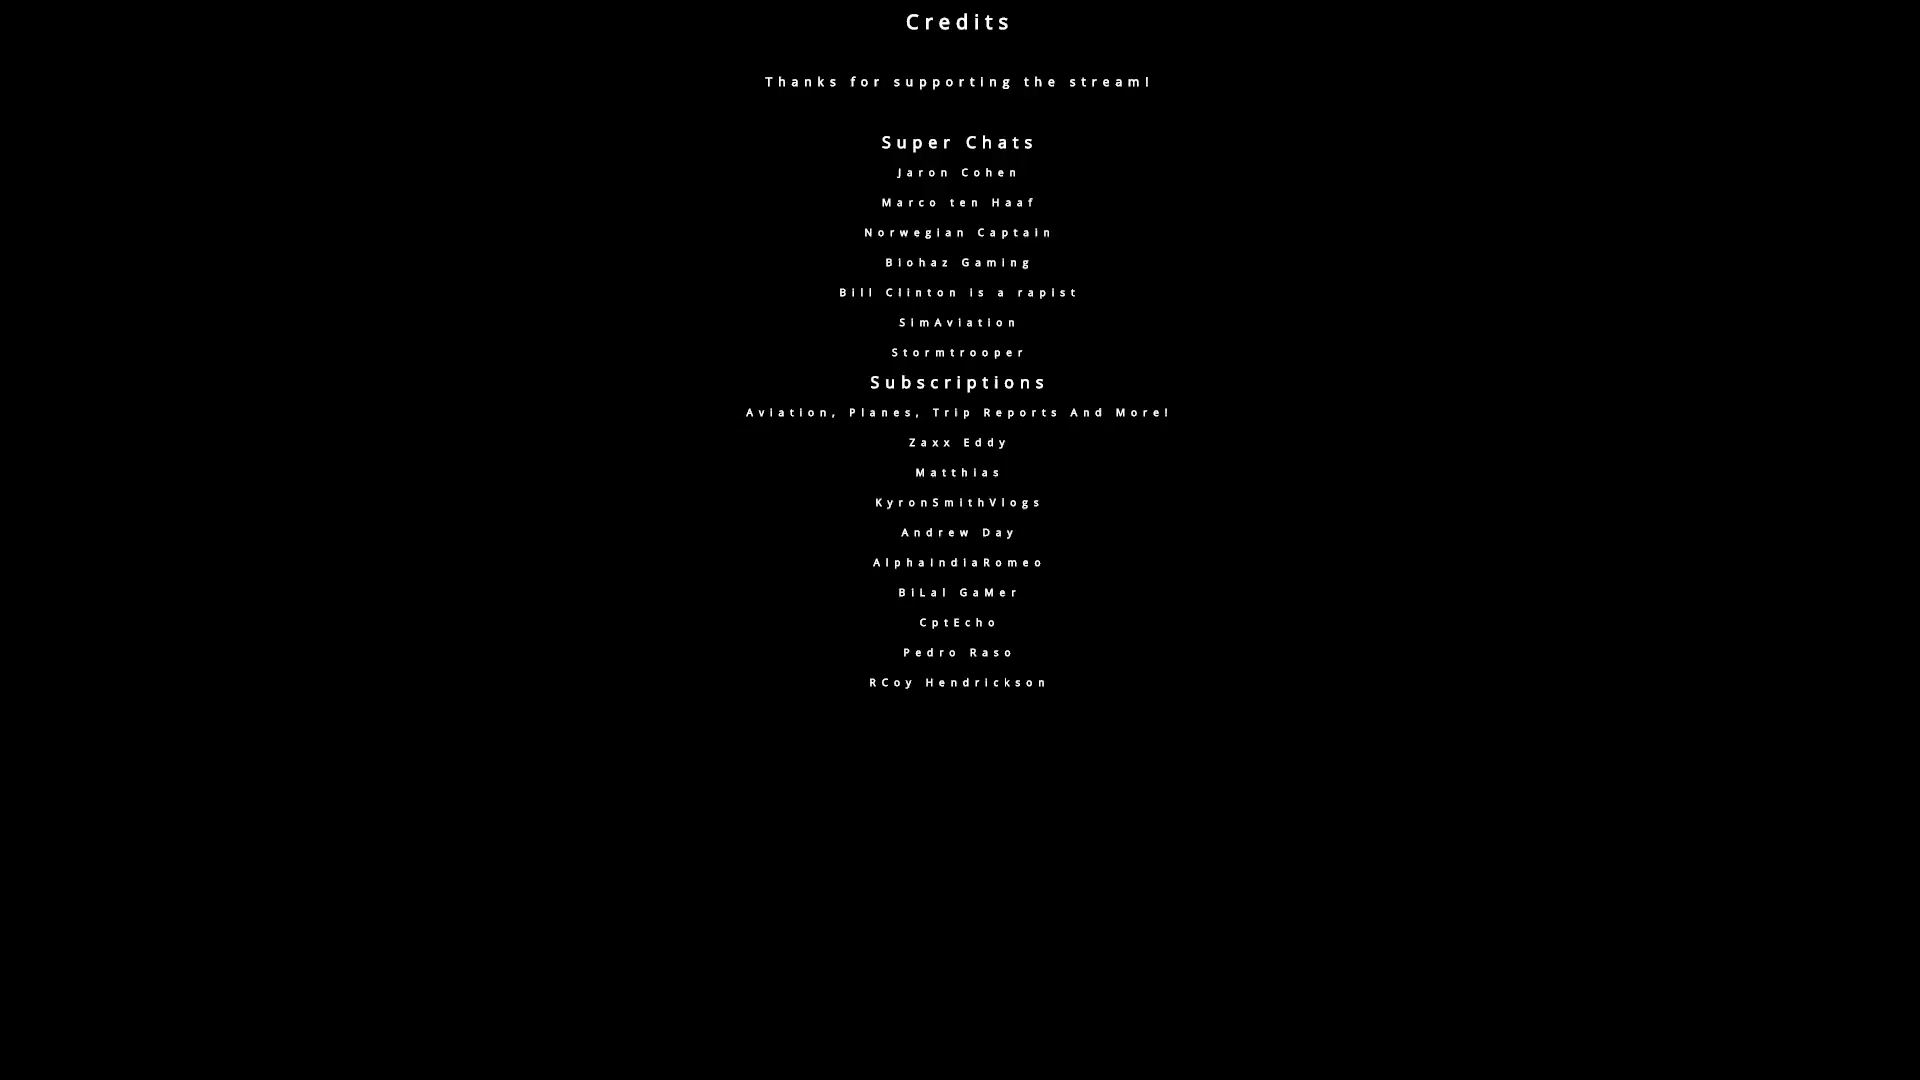 Credits
Thanks for supporting the stream!
Super Chats
Jaron Cohen
Marco ten Haaf
Norwegian Captain
Biohaz Gaming
Bill Clinton is a rapist
SimAviation
Stormtrooper
Subscriptions
Aviation, Planes, Trip Reports And More!
Zaxx Eddy
Matthias
KyronSmithVlogs
Andrew Day
AlphaIndiaRomeo
BiLal GaMer
CptEcho
Pedro Raso
RCoy Hendrickson